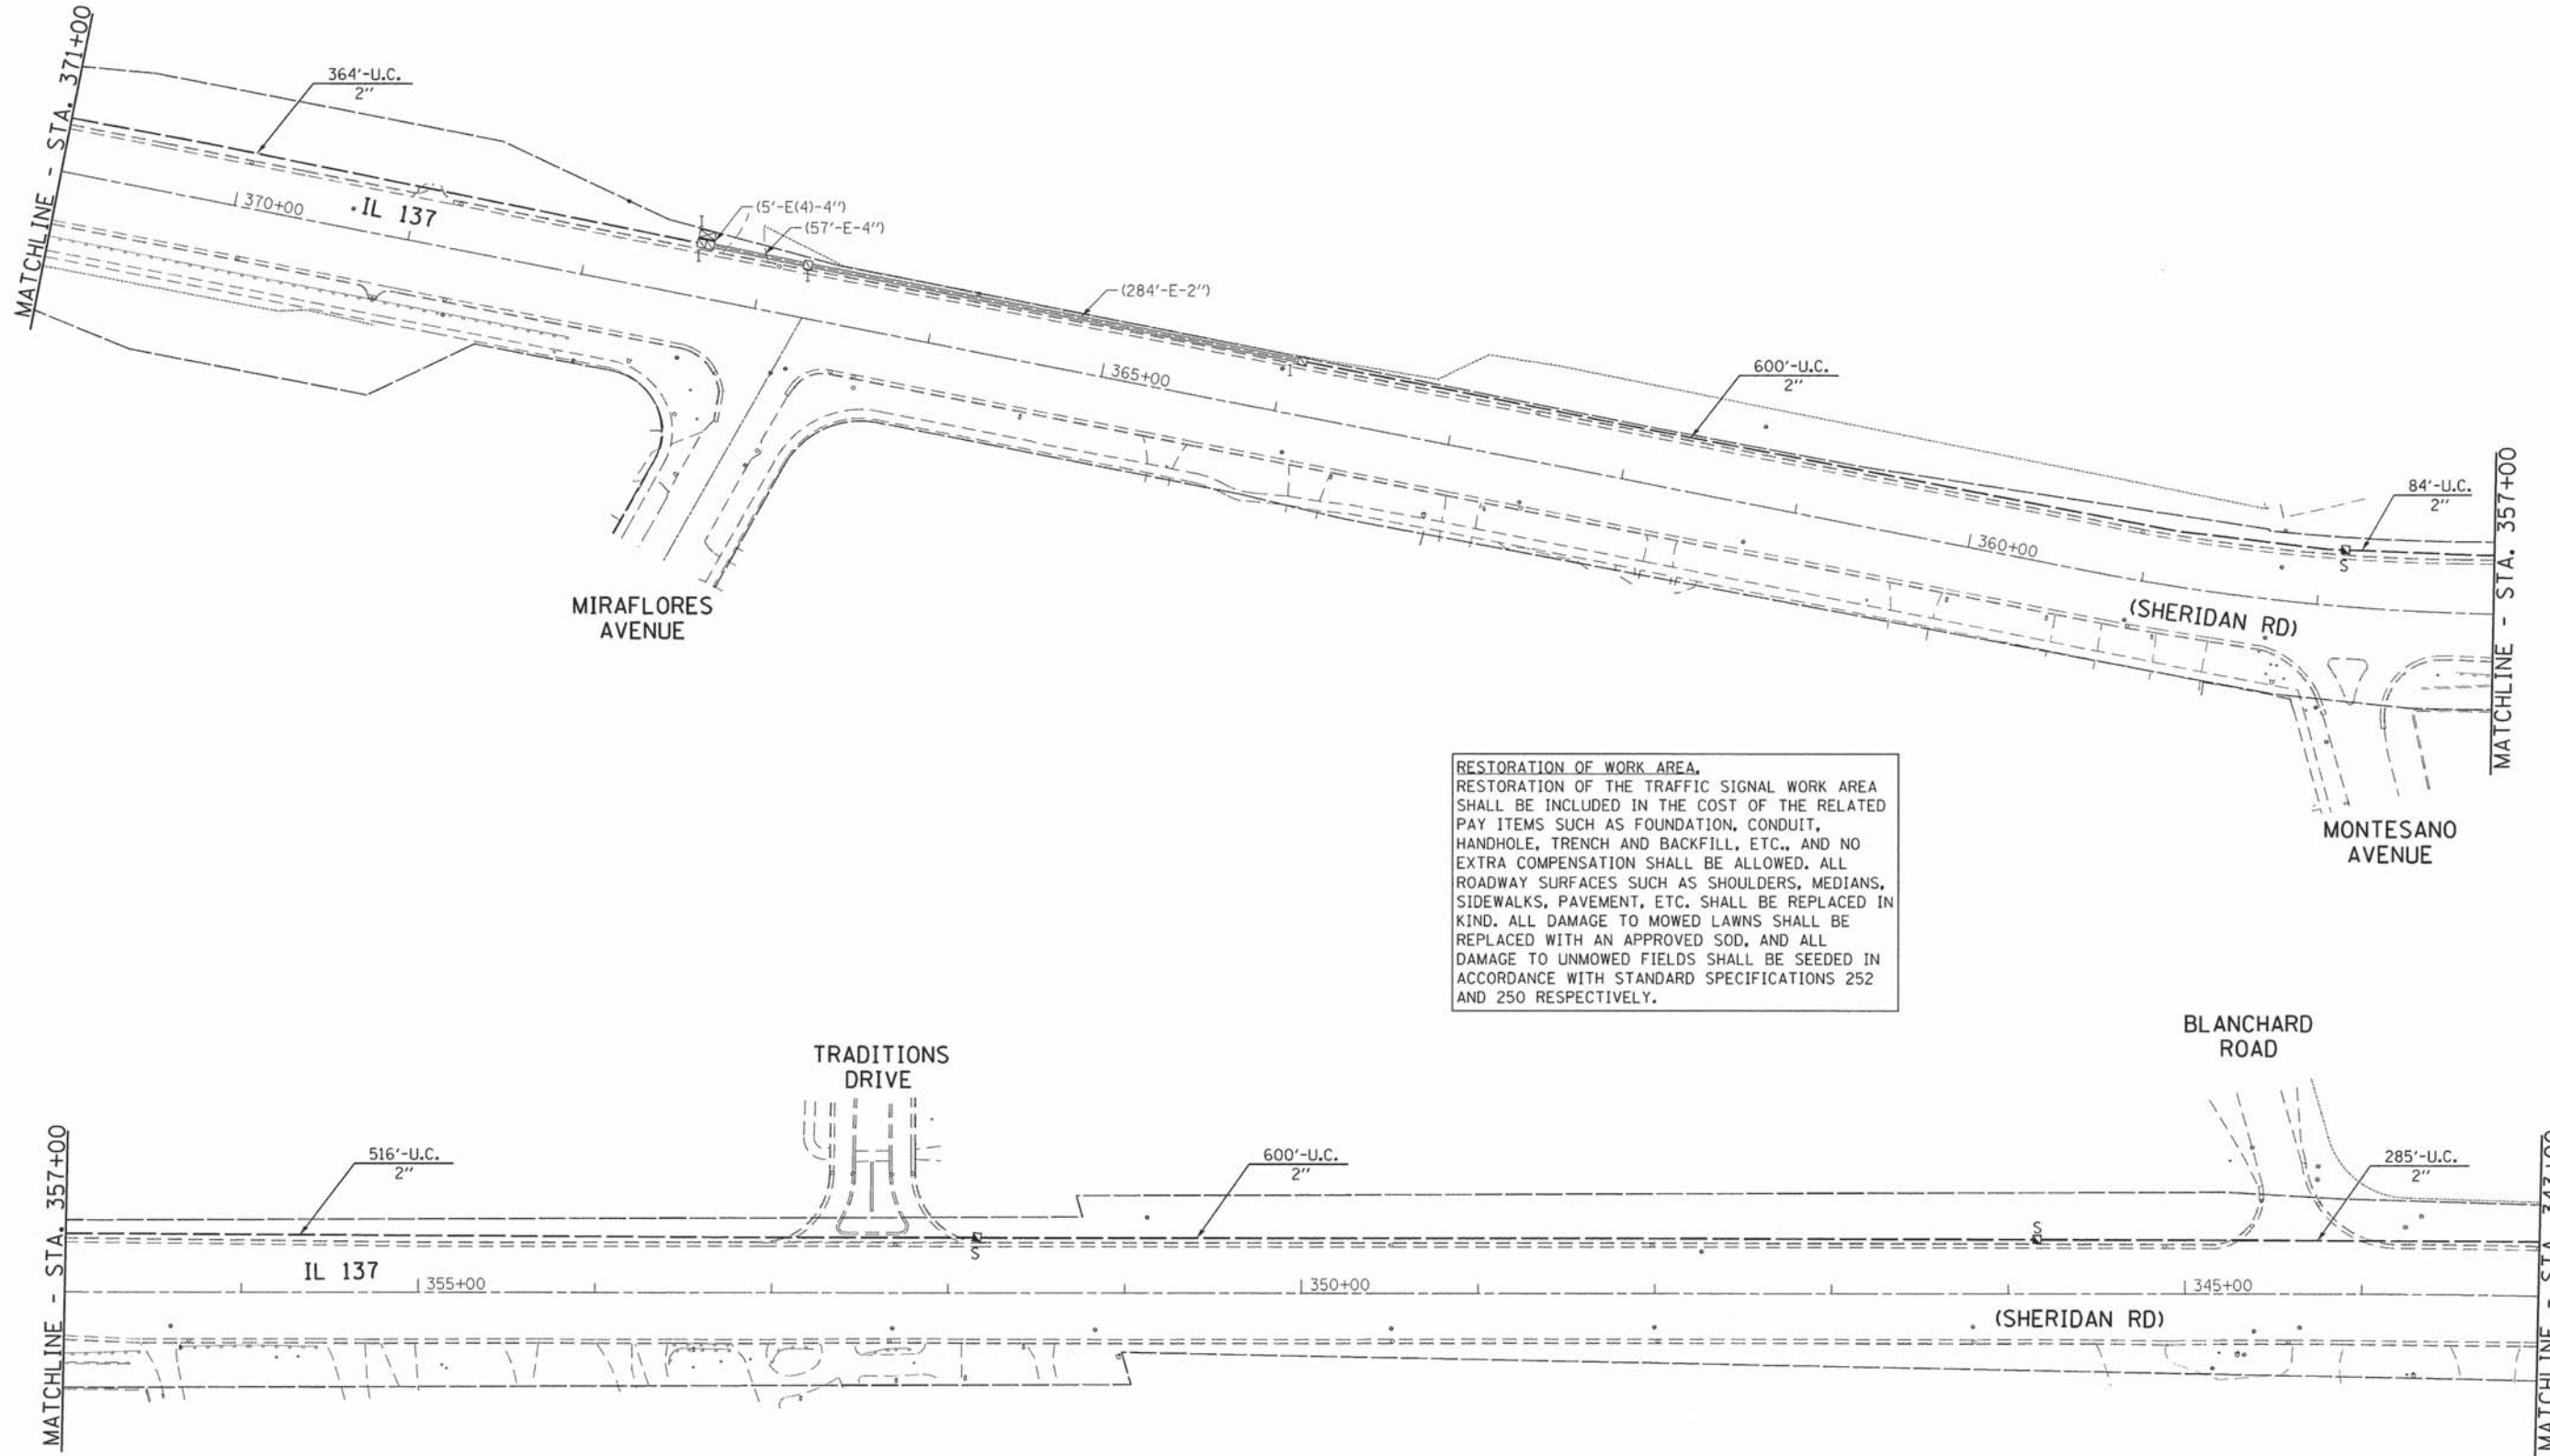 MATCHLINE - STA. 371+00
364'-U.C.
2"
370+00
IL 137
(5'-E(4)-4")
(57'-E-4")
(284'-E-2")
365+00
600'-U.C.
2"
360+00
84'-U.C.
2"
S
(SHERIDAN RD)
MATCHLINE - STA. 357+00
MIRAFLORES
AVENUE
MONTESANO
AVENUE
RESTORATION OF WORK AREA.
RESTORATION OF THE TRAFFIC SIGNAL WORK AREA
SHALL BE INCLUDED IN THE COST OF THE RELATED
PAY ITEMS SUCH AS FOUNDATION, CONDUIT,
HANDHOLE, TRENCH AND BACKFILL, ETC., AND NO
EXTRA COMPENSATION SHALL BE ALLOWED. ALL
ROADWAY SURFACES SUCH AS SHOULDERS, MEDIANS,
SIDEWALKS, PAVEMENT, ETC. SHALL BE REPLACED IN
KIND. ALL DAMAGE TO MOWED LAWNS SHALL BE
REPLACED WITH AN APPROVED SOD, AND ALL
DAMAGE TO UNMOWED FIELDS SHALL BE SEEDED IN
ACCORDANCE WITH STANDARD SPECIFICATIONS 252
AND 250 RESPECTIVELY.
TRADITIONS
DRIVE
BLANCHARD
ROAD
MATCHLINE - STA. 357+00
516'-U.C.
2"
S
600'-U.C.
2"
S
285'-U.C.
2"
IL 137
355+00
350+00
345+00
(SHERIDAN RD)
MATCHLINE - STA. 343+00